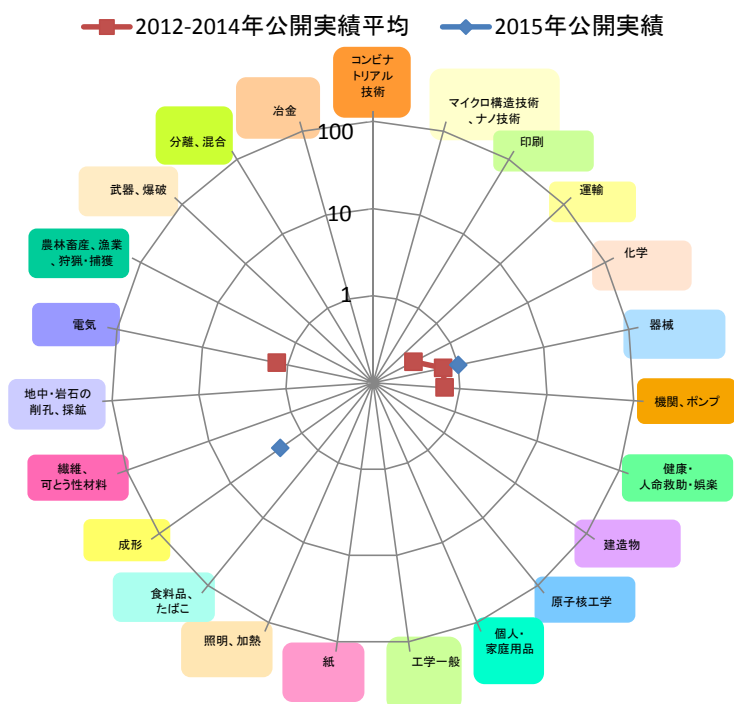 2012-2014年公開実績平均
2015年公開実績
コンビナ
トリアル
技術
マイクロ構造技術
、ナノ技術
印刷
運輸
化学
器械
機関、ポンプ
健康・
人命救助・娯楽
建造物
原子核工学
個人・
家庭用品
工学一般
紙
照明、加熱
食料品、
たばこ
成形
繊維、
可とう性材料
地中・岩石の
削孔、採鉱
電気
農林畜産、漁業
、狩猟・捕獲
武器、爆破
分離、混合
冶金
100
10
1